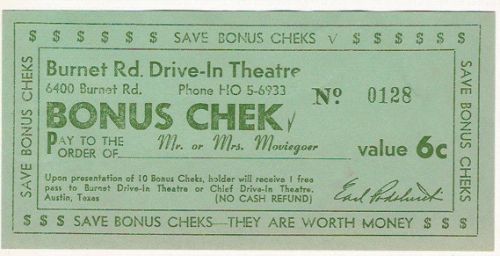 $ $ $ $ $ $ $ SAVE BONUS CHEKS √ $ $ $ $ $ $
SAVE BONUS CHEKS
Burnet Rd. Drive-In Theatre
6400 Burnet Rd. Phone HO 5-6933
Nº 0128
BONUS CHEK √
PAY TO THE
ORDER OF Mr. or Mrs. Moviegoer value 6c
Upon presentation of 10 Bonus Cheks, holder will receive 1 free
pass to Burnet Drive-In Theatre or Chief Drive-In Theatre.
Austin, Texas (NO CASH REFUND)
Earl Podolnick
SAVE BONUS CHEKS
$ $ $ SAVE BONUS CHEKS—THEY ARE WORTH MONEY $ $ $